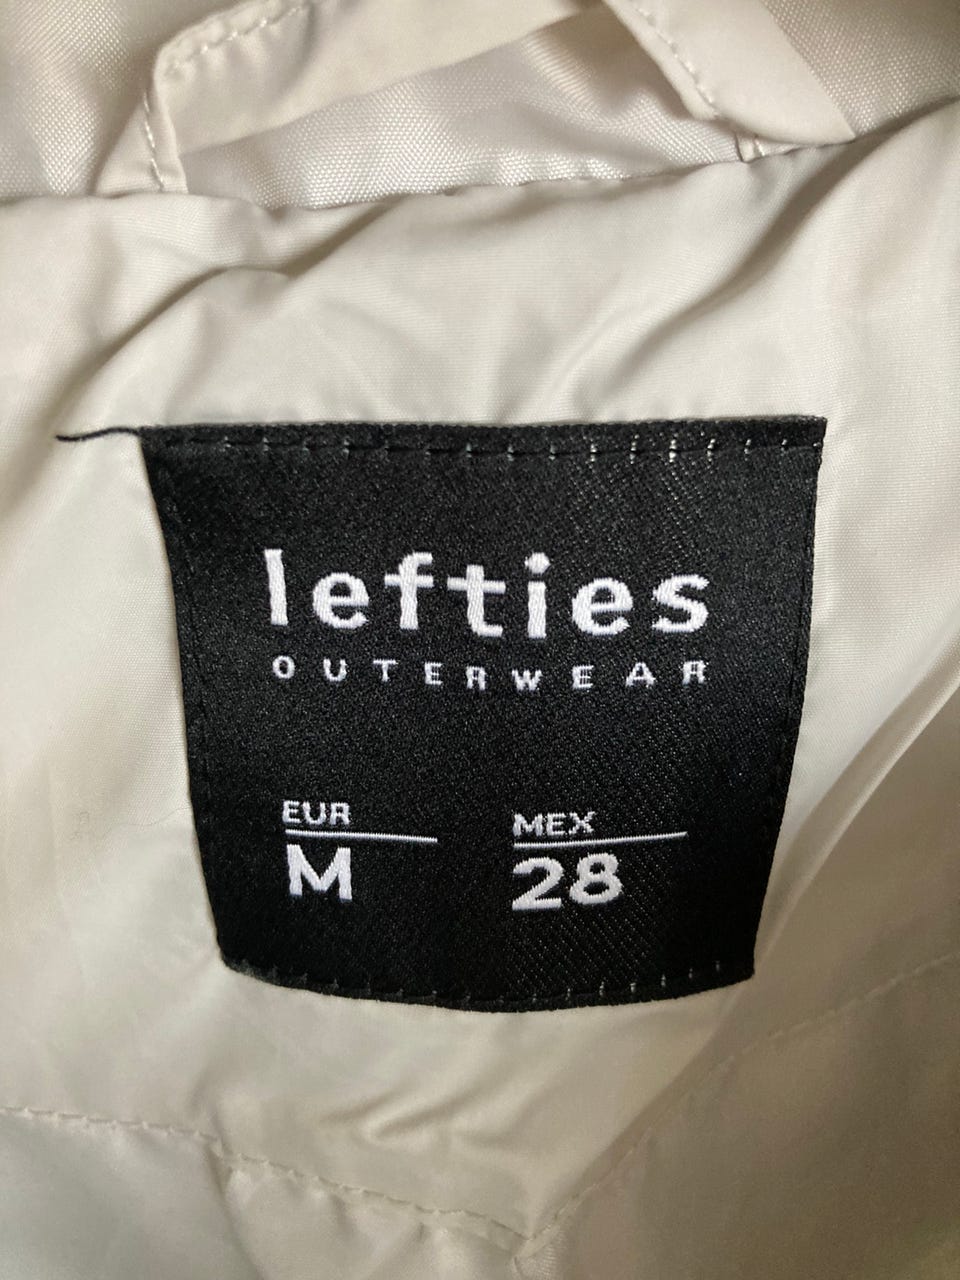 lefties
OUTERWEAR
EUR MEX
M 28